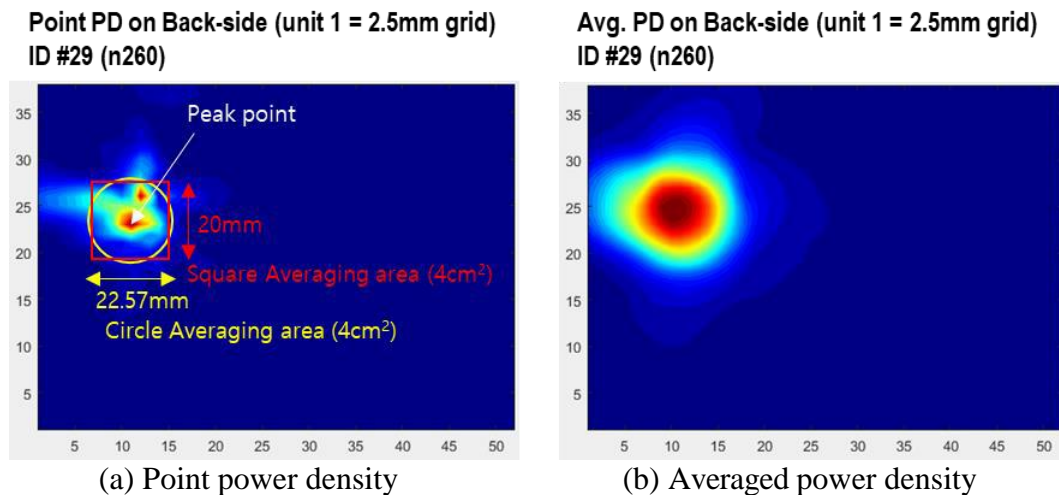 Point PD on Back-side (unit 1 = 2.5mm grid)
ID #29 (n260)
35
30
25
20
15
10
5
5 10 15 20 25 30 35 40 45 50
Peak point
20mm
Square Averaging area (4cm²)
22.57mm
Circle Averaging area (4cm²)
(a) Point power density
Avg. PD on Back-side (unit 1 = 2.5mm grid)
ID #29 (n260)
35
30
25
20
15
10
5
5 10 15 20 25 30 35 40 45 50
(b) Averaged power density